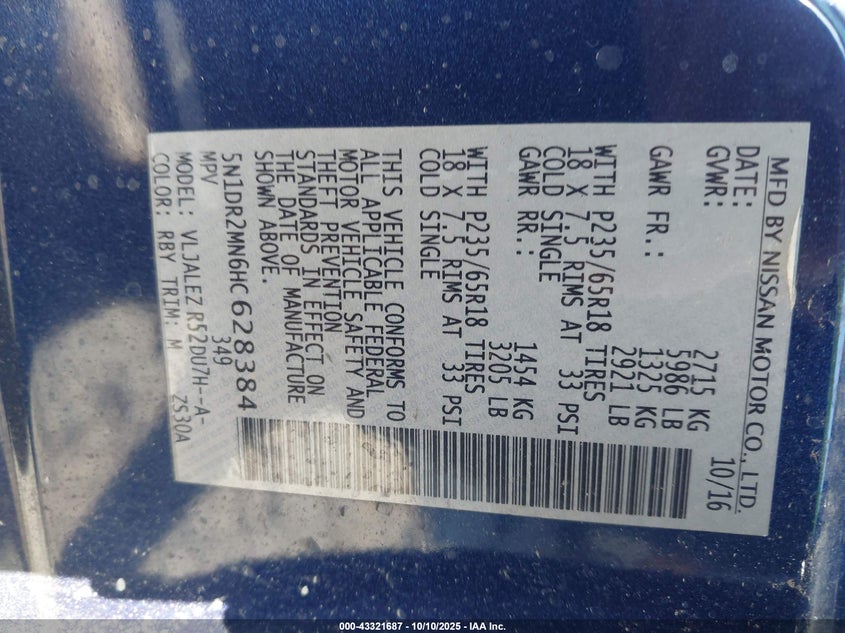 MFD BY NISSAN MOTOR CO., LTD.
DATE: 10/16
GVWR: 2715 KG
5986 LB
GAWR FR.: 1325 KG
2921 LB
WITH P235/65R18 TIRES
18 X 7.5 RIMS AT 33 PSI
COLD SINGLE
GAWR RR.: 1454 KG
3205 LB
WITH P235/65R18 TIRES
18 X 7.5 RIMS AT 33 PSI
COLD SINGLE
THIS VEHICLE CONFORMS TO
ALL APPLICABLE FEDERAL
MOTOR VEHICLE SAFETY AND
THEFT PREVENTION
STANDARDS IN EFFECT ON
THE DATE OF MANUFACTURE
SHOWN ABOVE.
5N1DR2MN6HC628384
MPV 349
MODEL: VLJALEZ R52DU7H--A-
COLOR: RBY TRIM: M ZS30A
000-43321687 - 10/10/2025 - IAA Inc.